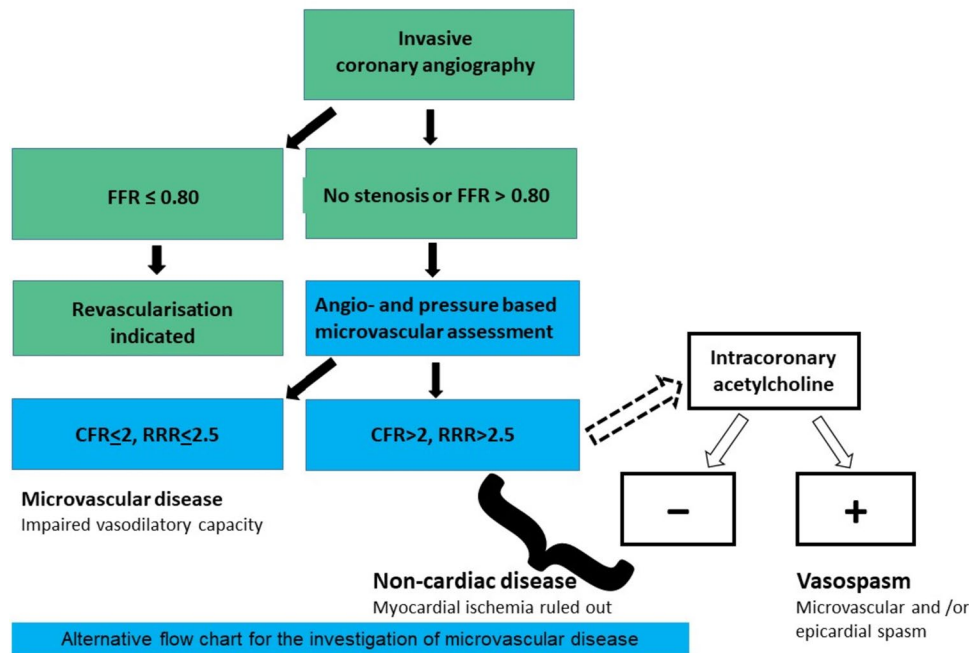 Invasive
coronary angiography
FFR ≤ 0.80
No stenosis or FFR > 0.80
Revascularisation
indicated
Angio- and pressure based
microvascular assessment
Intracoronary
acetylcholine
CFR≤2, RRR≤2.5
CFR>2, RRR>2.5
−
+
Microvascular disease
Impaired vasodilatory capacity
Non-cardiac disease
Myocardial ischemia ruled out
Vasospasm
Microvascular and /or
epicardial spasm
Alternative flow chart for the investigation of microvascular disease